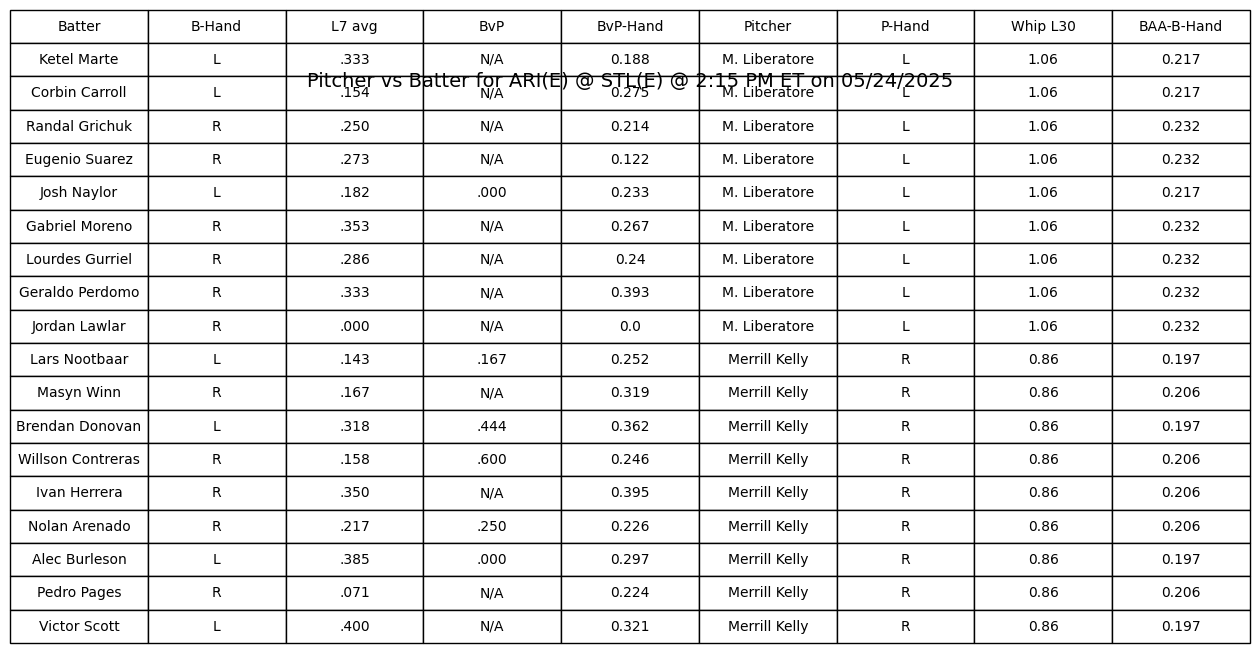 Batter B-Hand L7 avg BvP BvP-Hand Pitcher P-Hand Whip L30 BAA-B-Hand
Ketel Marte L .333 N/A 0.188 M. Liberatore L 1.06 0.217
Pitcher vs Batter for ARI(E) @ STL(E) @ 2:15 PM ET on 05/24/2025
Corbin Carroll L .154 N/A 0.275 M. Liberatore L 1.06 0.217
Randal Grichuk R .250 N/A 0.214 M. Liberatore L 1.06 0.232
Eugenio Suarez R .273 N/A 0.122 M. Liberatore L 1.06 0.232
Josh Naylor L .182 .000 0.233 M. Liberatore L 1.06 0.217
Gabriel Moreno R .353 N/A 0.267 M. Liberatore L 1.06 0.232
Lourdes Gurriel R .286 N/A 0.24 M. Liberatore L 1.06 0.232
Geraldo Perdomo R .333 N/A 0.393 M. Liberatore L 1.06 0.232
Jordan Lawlar R .000 N/A 0.0 M. Liberatore L 1.06 0.232
Lars Nootbaar L .143 .167 0.252 Merrill Kelly R 0.86 0.197
Masyn Winn R .167 N/A 0.319 Merrill Kelly R 0.86 0.206
Brendan Donovan L .318 .444 0.362 Merrill Kelly R 0.86 0.197
Willson Contreras R .158 .600 0.246 Merrill Kelly R 0.86 0.206
Ivan Herrera R .350 N/A 0.395 Merrill Kelly R 0.86 0.206
Nolan Arenado R .217 .250 0.226 Merrill Kelly R 0.86 0.206
Alec Burleson L .385 .000 0.297 Merrill Kelly R 0.86 0.197
Pedro Pages R .071 N/A 0.224 Merrill Kelly R 0.86 0.206
Victor Scott L .400 N/A 0.321 Merrill Kelly R 0.86 0.197